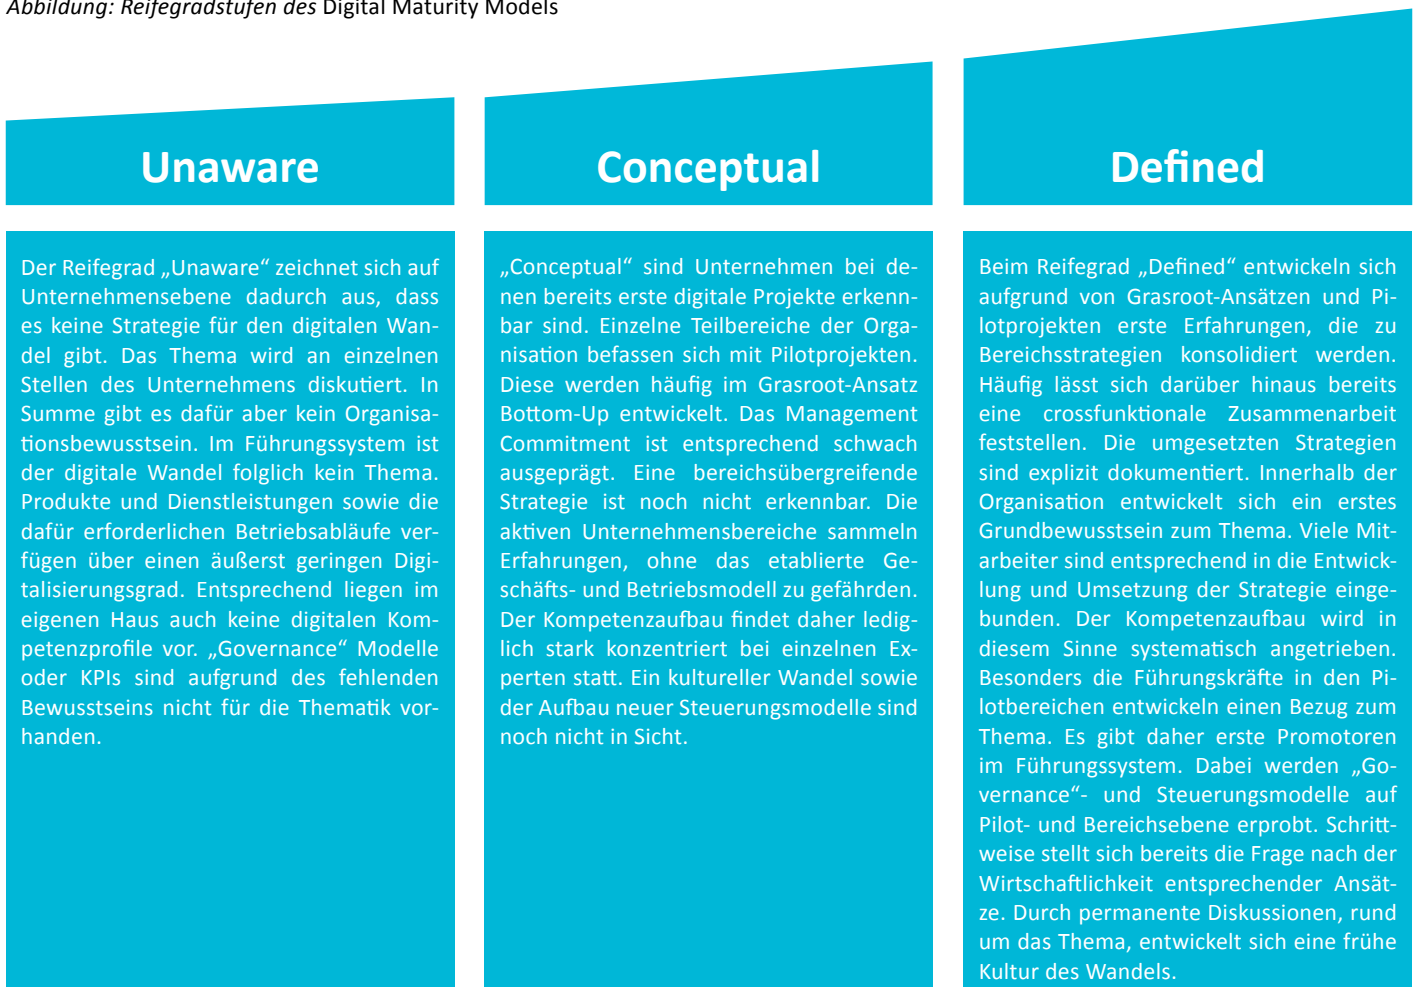 Abbildung: Reifegradstufen des Digital Maturity Models
Unaware
Der Reifegrad „Unaware“ zeichnet sich auf
Unternehmensebene dadurch aus, dass
es keine Strategie für den digitalen Wan-
del gibt. Das Thema wird an einzelnen
Stellen des Unternehmens diskutiert. In
Summe gibt es dafür aber kein Organisa-
tionsbewusstsein. Im Führungssystem ist
der digitale Wandel folglich kein Thema.
Produkte und Dienstleistungen sowie die
dafür erforderlichen Betriebsabläufe ver-
fügen über einen äußerst geringen Digi-
talisierungsgrad. Entsprechend liegen im
eigenen Haus auch keine digitalen Kom-
petenzprofile vor. „Governance“ Modelle
oder KPIs sind aufgrund des fehlenden
Bewusstseins nicht für die Thematik vor-
handen.
Conceptual
„Conceptual“ sind Unternehmen bei de-
nen bereits erste digitale Projekte erkenn-
bar sind. Einzelne Teilbereiche der Orga-
nisation befassen sich mit Pilotprojekten.
Diese werden häufig im Grasroot-Ansatz
Bottom-Up entwickelt. Das Management
Commitment ist entsprechend schwach
ausgeprägt. Eine bereichsübergreifende
Strategie ist noch nicht erkennbar. Die
aktiven Unternehmensbereiche sammeln
Erfahrungen, ohne das etablierte Ge-
schäfts- und Betriebsmodell zu gefährden.
Der Kompetenzaufbau findet daher ledig-
lich stark konzentriert bei einzelnen Ex-
perten statt. Ein kultureller Wandel sowie
der Aufbau neuer Steuerungsmodelle sind
noch nicht in Sicht.
Defined
Beim Reifegrad „Defined“ entwickeln sich
aufgrund von Grasroot-Ansätzen und Pi-
lotprojekten erste Erfahrungen, die zu
Bereichsstrategien konsolidiert werden.
Häufig lässt sich darüber hinaus bereits
eine crossfunktionale Zusammenarbeit
feststellen. Die umgesetzten Strategien
sind explizit dokumentiert. Innerhalb der
Organisation entwickelt sich ein erstes
Grundbewusstsein zum Thema. Viele Mit-
arbeiter sind entsprechend in die Entwick-
lung und Umsetzung der Strategie einge-
bunden. Der Kompetenzaufbau wird in
diesem Sinne systematisch angetrieben.
Besonders die Führungskräfte in den Pi-
lotbereichen entwickeln einen Bezug zum
Thema. Es gibt daher erste Promotoren
im Führungssystem. Dabei werden „Go-
vernance“- und Steuerungsmodelle auf
Pilot- und Bereichsebene erprobt. Schritt-
weise stellt sich bereits die Frage nach der
Wirtschaftlichkeit entsprechender Ansät-
ze. Durch permanente Diskussionen, rund
um das Thema, entwickelt sich eine frühe
Kultur des Wandels.